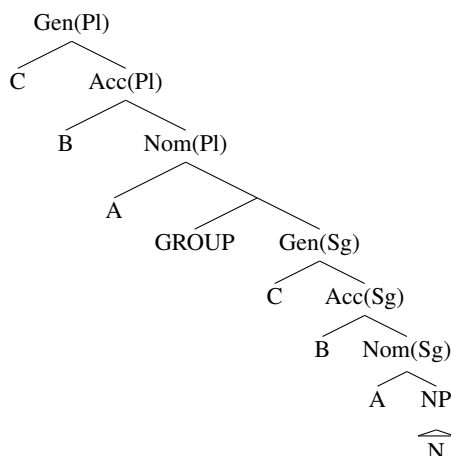 Gen(Pl)
C Acc(Pl)
B Nom(Pl)
A
GROUP Gen(Sg)
C Acc(Sg)
B Nom(Sg)
A NP
N